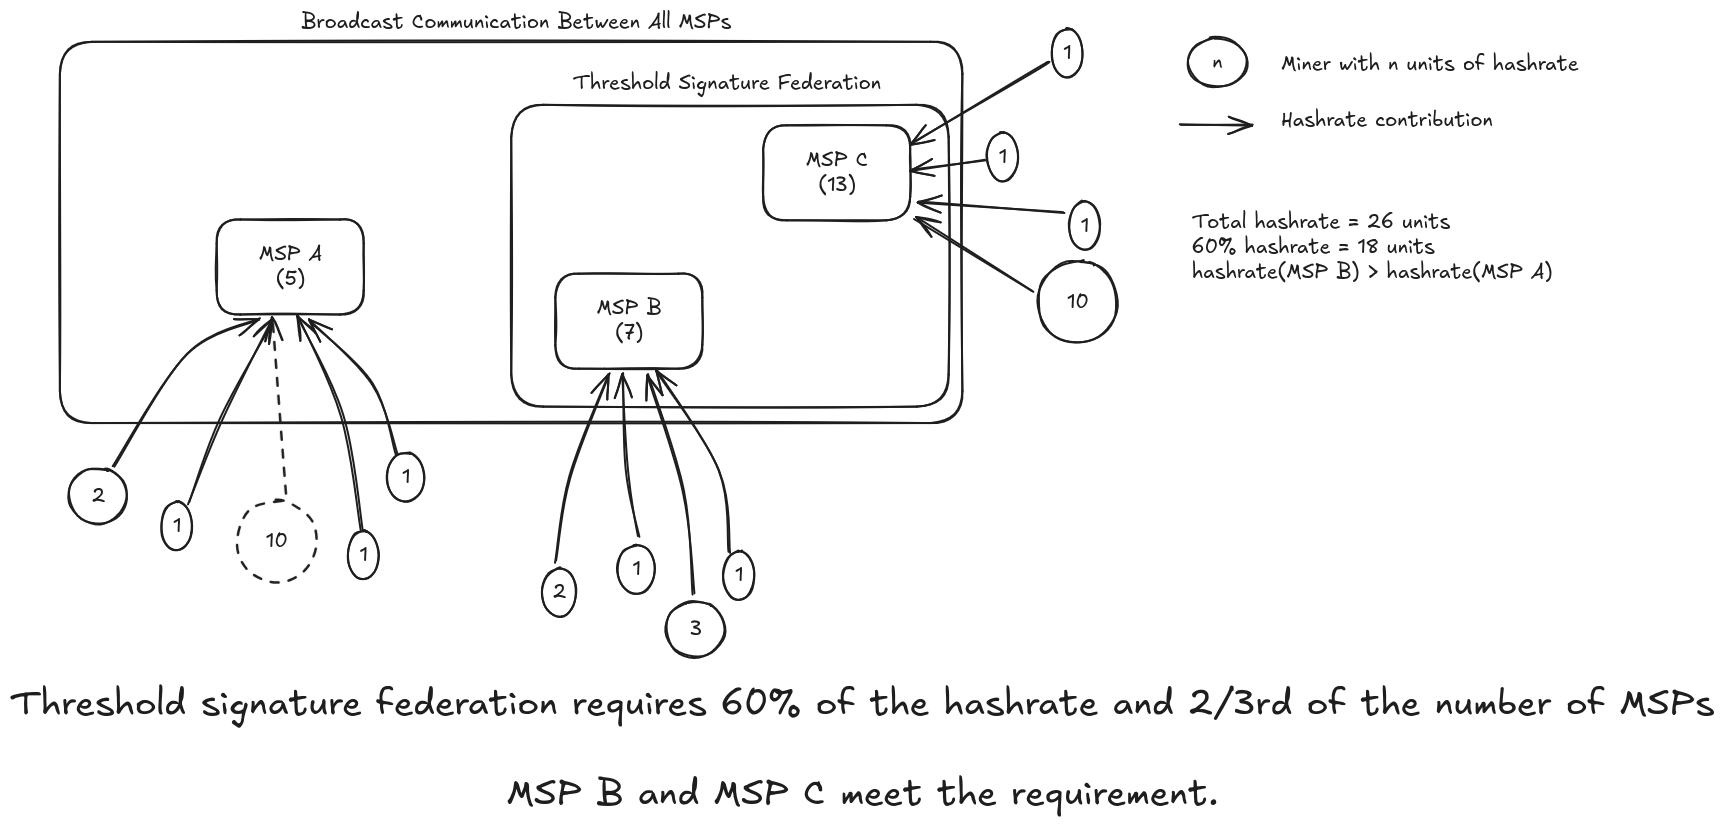 Broadcast Communication Between All MSPs
Threshold Signature Federation
MSP C
(13)
MSP A
(5)
MSP B
(7)
1
1
1
10
2
1
10
1
1
2
1
3
1
n
Miner with n units of hashrate
Hashrate contribution
Total hashrate = 26 units
60% hashrate = 18 units
hashrate(MSP B) > hashrate(MSP A)
Threshold signature federation requires 60% of the hashrate and 2/3rd of the number of MSPs
MSP B and MSP C meet the requirement.